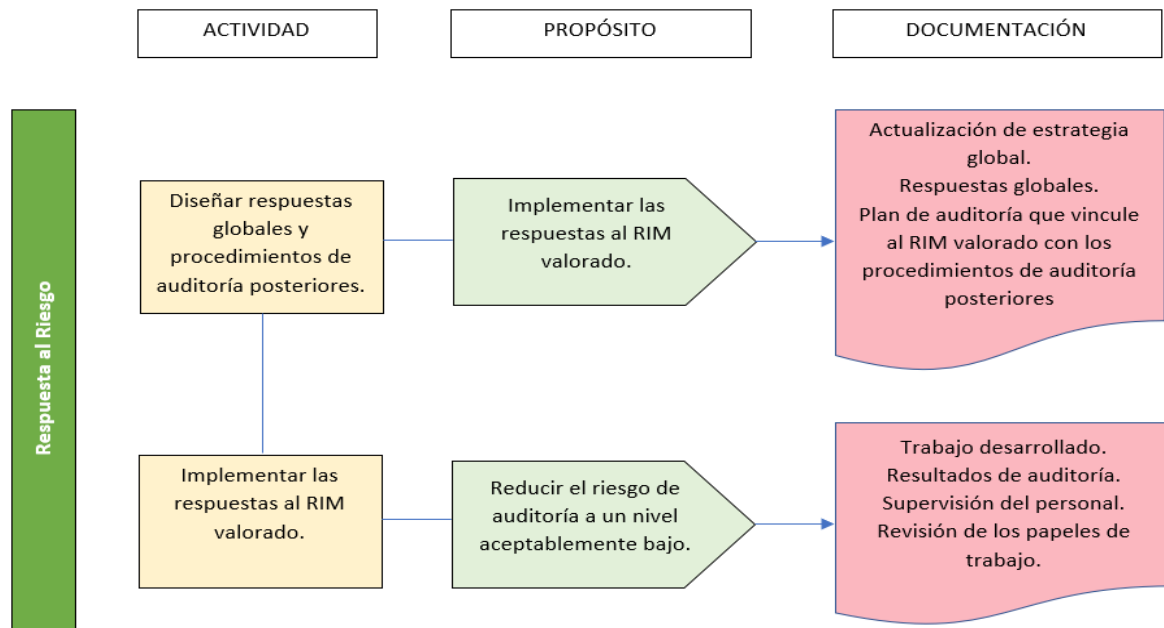 ACTIVIDAD
PROPÓSITO
DOCUMENTACIÓN
Respuesta al Riesgo
Diseñar respuestas
globales y
procedimientos de
auditoría posteriores.
Implementar las
respuestas al RIM
valorado.
Actualización de estrategia
global.
Respuestas globales.
Plan de auditoría que vincule
al RIM valorado con los
procedimientos de auditoría
posteriores
Implementar las
respuestas al RIM
valorado.
Reducir el riesgo de
auditoría a un nivel
aceptablemente bajo.
Trabajo desarrollado.
Resultados de auditoría.
Supervisión del personal.
Revisión de los papeles de
trabajo.